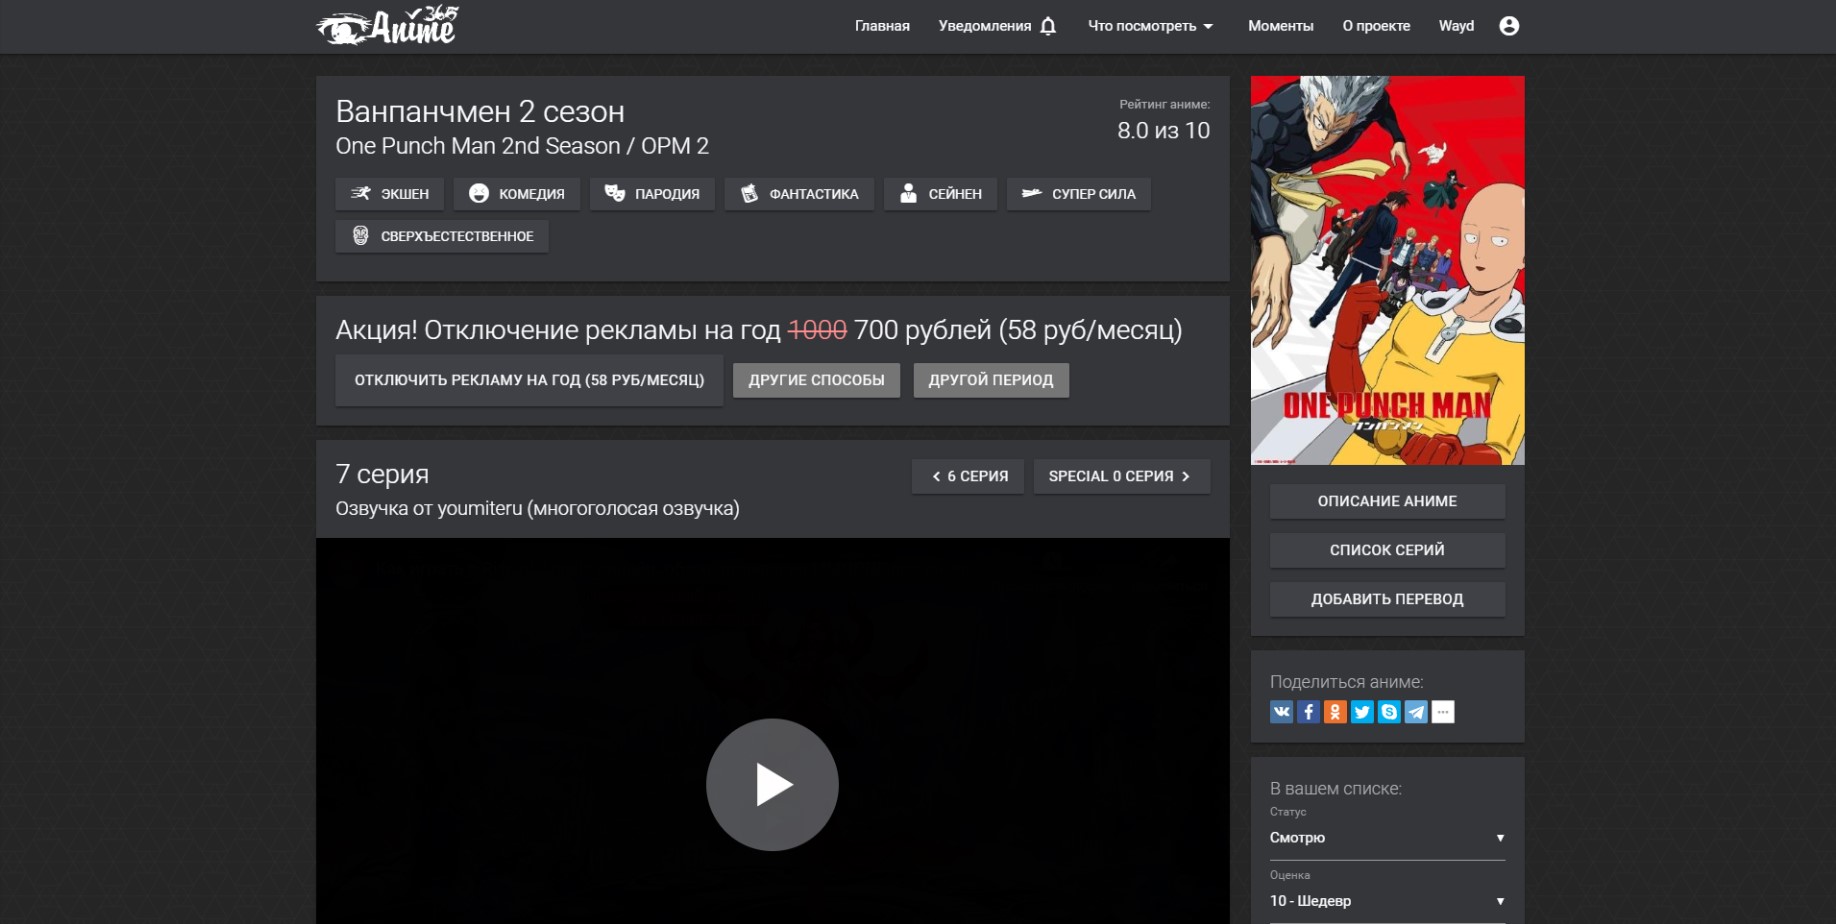 Anime 365
Главная
Уведомления
Что посмотреть
Моменты
О проекте
Wayd
Ванпанчмен 2 сезон
One Punch Man 2nd Season / OPM 2
Рейтинг аниме:
8.0 из 10
ЭКШЕН
КОМЕДИЯ
ПАРОДИЯ
ФАНТАСТИКА
СЕЙНЕН
СУПЕР СИЛА
СВЕРХЪЕСТЕСТВЕННОЕ
Акция! Отключение рекламы на год 1000 700 рублей (58 руб/месяц)
ОТКЛЮЧИТЬ РЕКЛАМУ НА ГОД (58 РУБ/МЕСЯЦ)
ДРУГИЕ СПОСОБЫ
ДРУГОЙ ПЕРИОД
7 серия
Озвучка от youmiteru (многоголосая озвучка)
6 СЕРИЯ
SPECIAL 0 СЕРИЯ
ONE PUNCH MAN
ワンパンマン
ОПИСАНИЕ АНИМЕ
СПИСОК СЕРИЙ
ДОБАВИТЬ ПЕРЕВОД
Поделиться аниме:
В вашем списке:
Статус
Смотрю
Оценка
10 - Шедевр